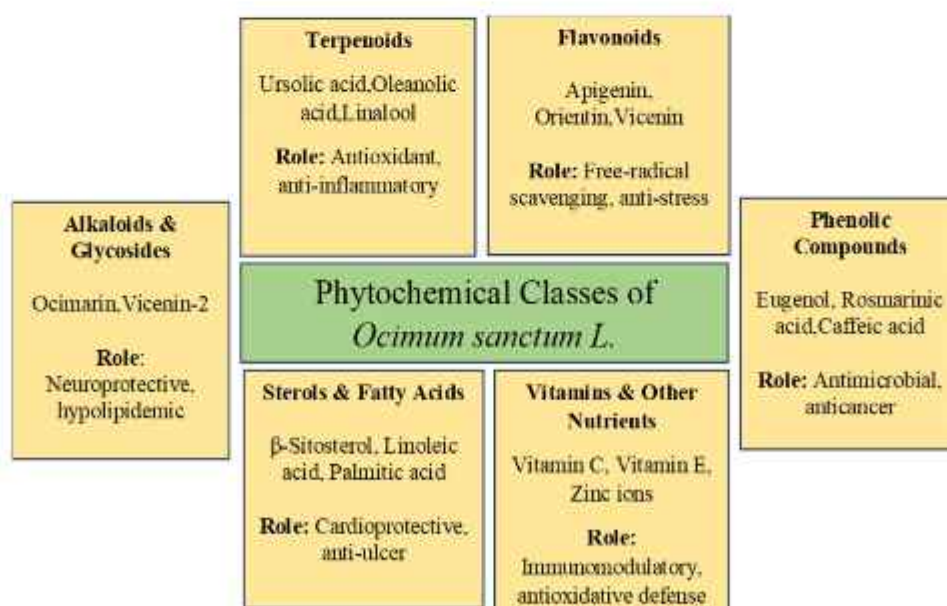 Terpenoids
Ursolic acid,Oleanolic
acid,Linalool
Role: Antioxidant,
anti-inflammatory
Flavonoids
Apigenin,
Orientin,Vicenin
Role: Free-radical
scavenging, anti-stress
Alkaloids &
Glycosides
Ocimarin,Vicenin-2
Role:
Neuroprotective,
hypolipidemic
Phytochemical Classes of
Ocimum sanctum L.
Phenolic
Compounds
Eugenol, Rosmarinic
acid,Caffeic acid
Role: Antimicrobial,
anticancer
Sterols & Fatty Acids
β-Sitosterol, Linoleic
acid, Palmitic acid
Role: Cardioprotective,
anti-ulcer
Vitamins & Other
Nutrients
Vitamin C, Vitamin E,
Zinc ions
Role:
Immunomodulatory,
antioxidative defense